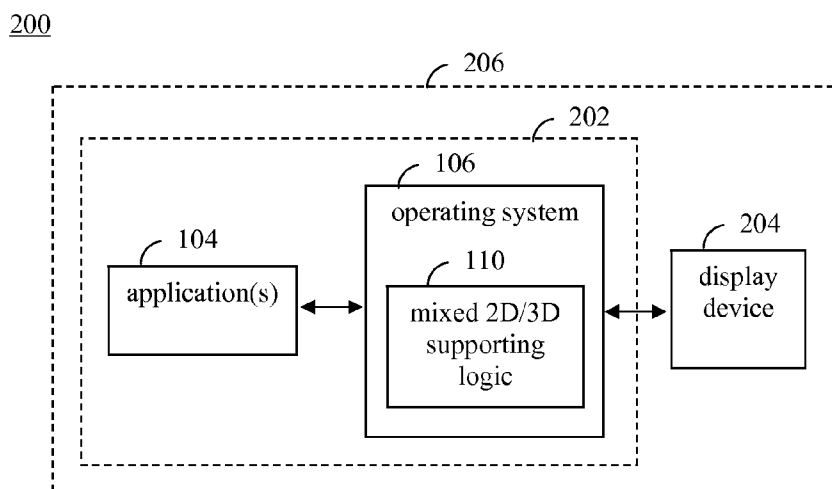 200
206
202
106
operating system
104
application(s)
110
mixed 2D/3D
supporting
logic
204
display
device